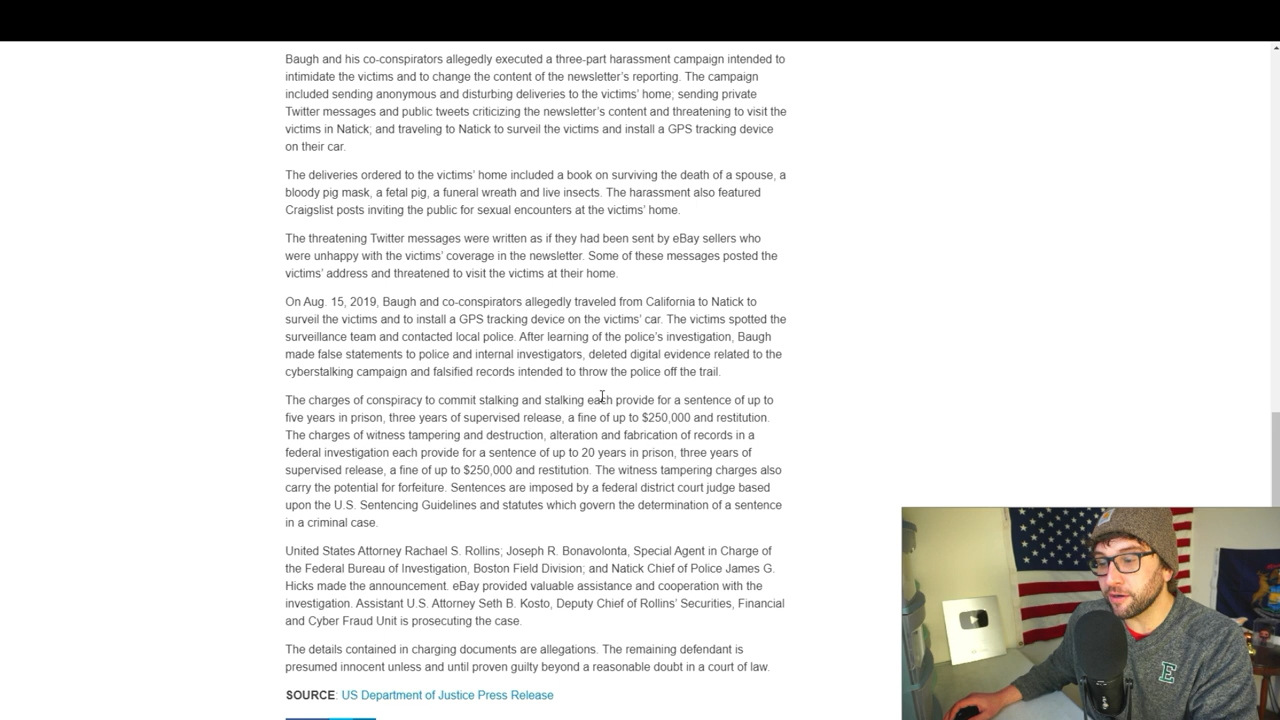 Baugh and his co-conspirators allegedly executed a three-part harassment campaign intended to
intimidate the victims and to change the content of the newsletter's reporting. The campaign
included sending anonymous and disturbing deliveries to the victims' home; sending private
Twitter messages and public tweets criticizing the newsletter's content and threatening to visit the
victims in Natick; and traveling to Natick to surveil the victims and install a GPS tracking device
on their car.
The deliveries ordered to the victims' home included a book on surviving the death of a spouse, a
bloody pig mask, a fetal pig, a funeral wreath and live insects. The harassment also featured
Craigslist posts inviting the public for sexual encounters at the victims' home.
The threatening Twitter messages were written as if they had been sent by eBay sellers who
were unhappy with the victims' coverage in the newsletter. Some of these messages posted the
victims' address and threatened to visit the victims at their home.
On Aug. 15, 2019, Baugh and co-conspirators allegedly traveled from California to Natick to
surveil the victims and to install a GPS tracking device on the victims' car. The victims spotted the
surveillance team and contacted local police. After learning of the police's investigation, Baugh
made false statements to police and internal investigators, deleted digital evidence related to the
cyberstalking campaign and falsified records intended to throw the police off the trail.
The charges of conspiracy to commit stalking and stalking each provide for a sentence of up to
five years in prison, three years of supervised release, a fine of up to $250,000 and restitution.
The charges of witness tampering and destruction, alteration and fabrication of records in a
federal investigation each provide for a sentence of up to 20 years in prison, three years of
supervised release, a fine of up to $250,000 and restitution. The witness tampering charges also
carry the potential for forfeiture. Sentences are imposed by a federal district court judge based
upon the U.S. Sentencing Guidelines and statutes which govern the determination of a sentence
in a criminal case.
United States Attorney Rachael S. Rollins; Joseph R. Bonavolonta, Special Agent in Charge of
the Federal Bureau of Investigation, Boston Field Division; and Natick Chief of Police James G.
Hicks made the announcement. eBay provided valuable assistance and cooperation with the
investigation. Assistant U.S. Attorney Seth B. Kosto, Deputy Chief of Rollins' Securities, Financial
and Cyber Fraud Unit is prosecuting the case.
The details contained in charging documents are allegations. The remaining defendant is
presumed innocent unless and until proven guilty beyond a reasonable doubt in a court of law.
SOURCE: US Department of Justice Press Release
E